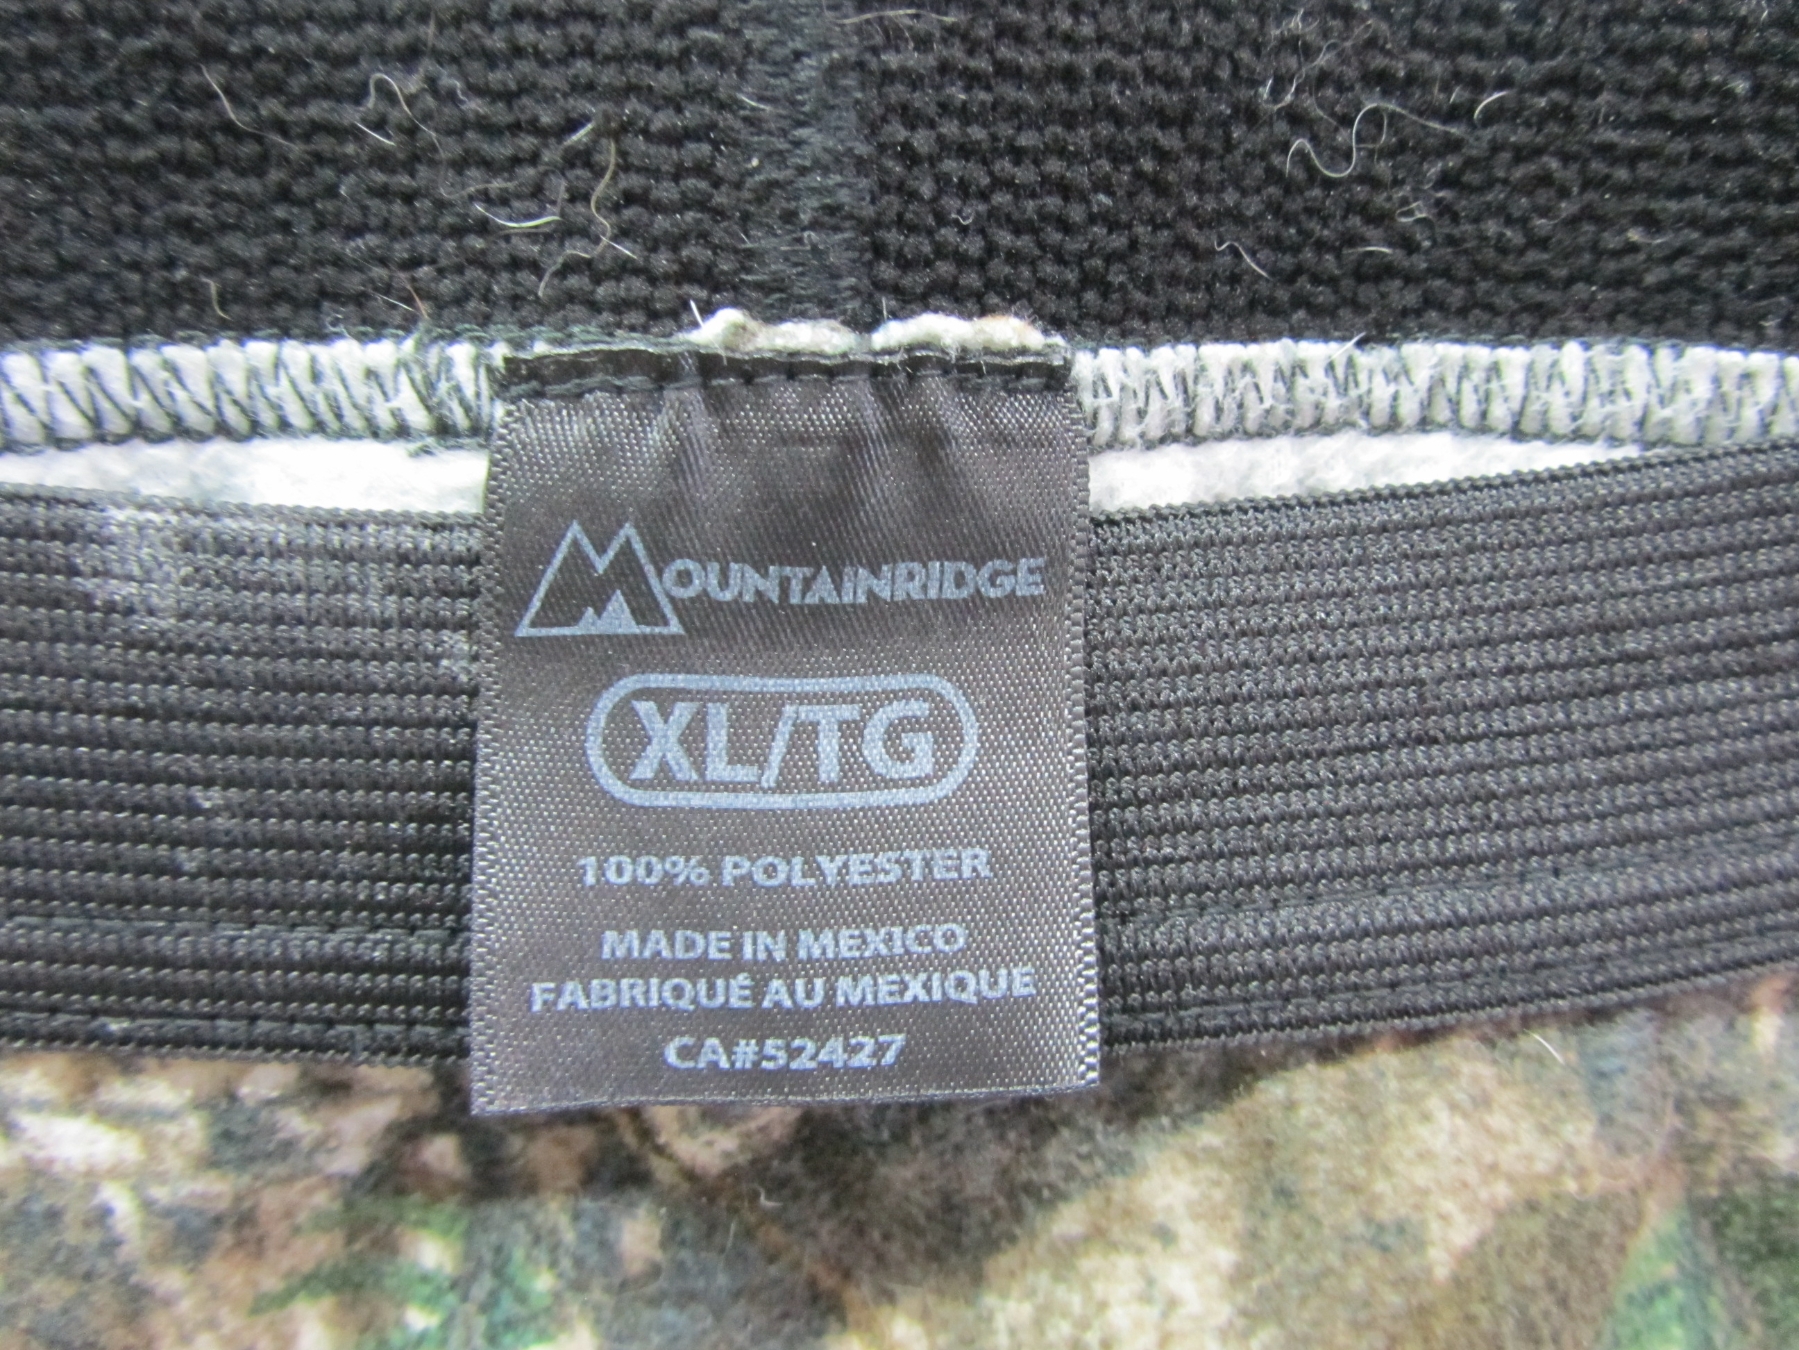 MOUNTAINRIDGE
XL/TG
100% POLYESTER
MADE IN MEXICO
FABRIQUÉ AU MEXIQUE
CA#52427